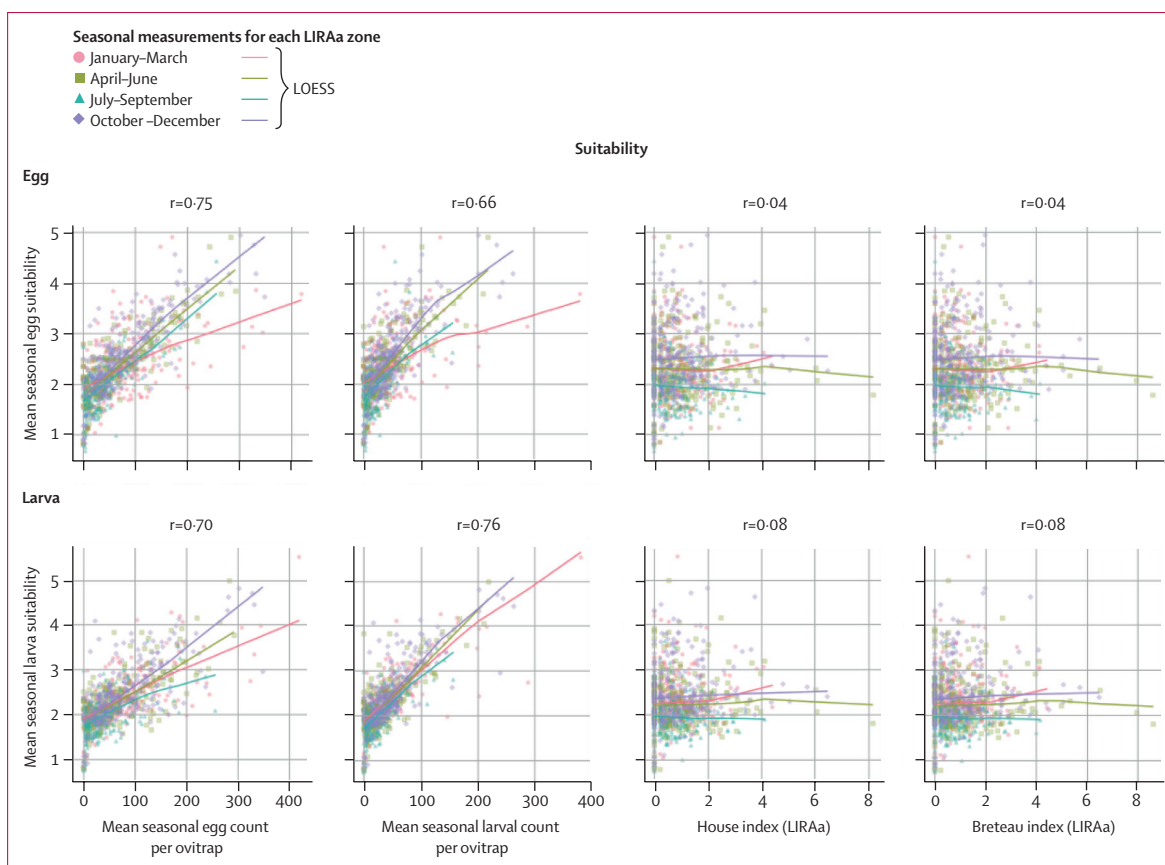 Seasonal measurements for each LIRAa zone
January–March
April–June
July–September
October –December
LOESS
Suitability
Egg
r=0·75
r=0·66
r=0·04
r=0·04
Mean seasonal egg suitability
5
4
3
2
1
Larva
r=0·70
r=0·76
r=0·08
r=0·08
Mean seasonal larva suitability
5
4
3
2
1
0 100 200 300 400
0 100 200 300 400
0 2 4 6 8
0 2 4 6 8
Mean seasonal egg count
per ovitrap
Mean seasonal larval count
per ovitrap
House index (LIRAa)
Breteau index (LIRAa)